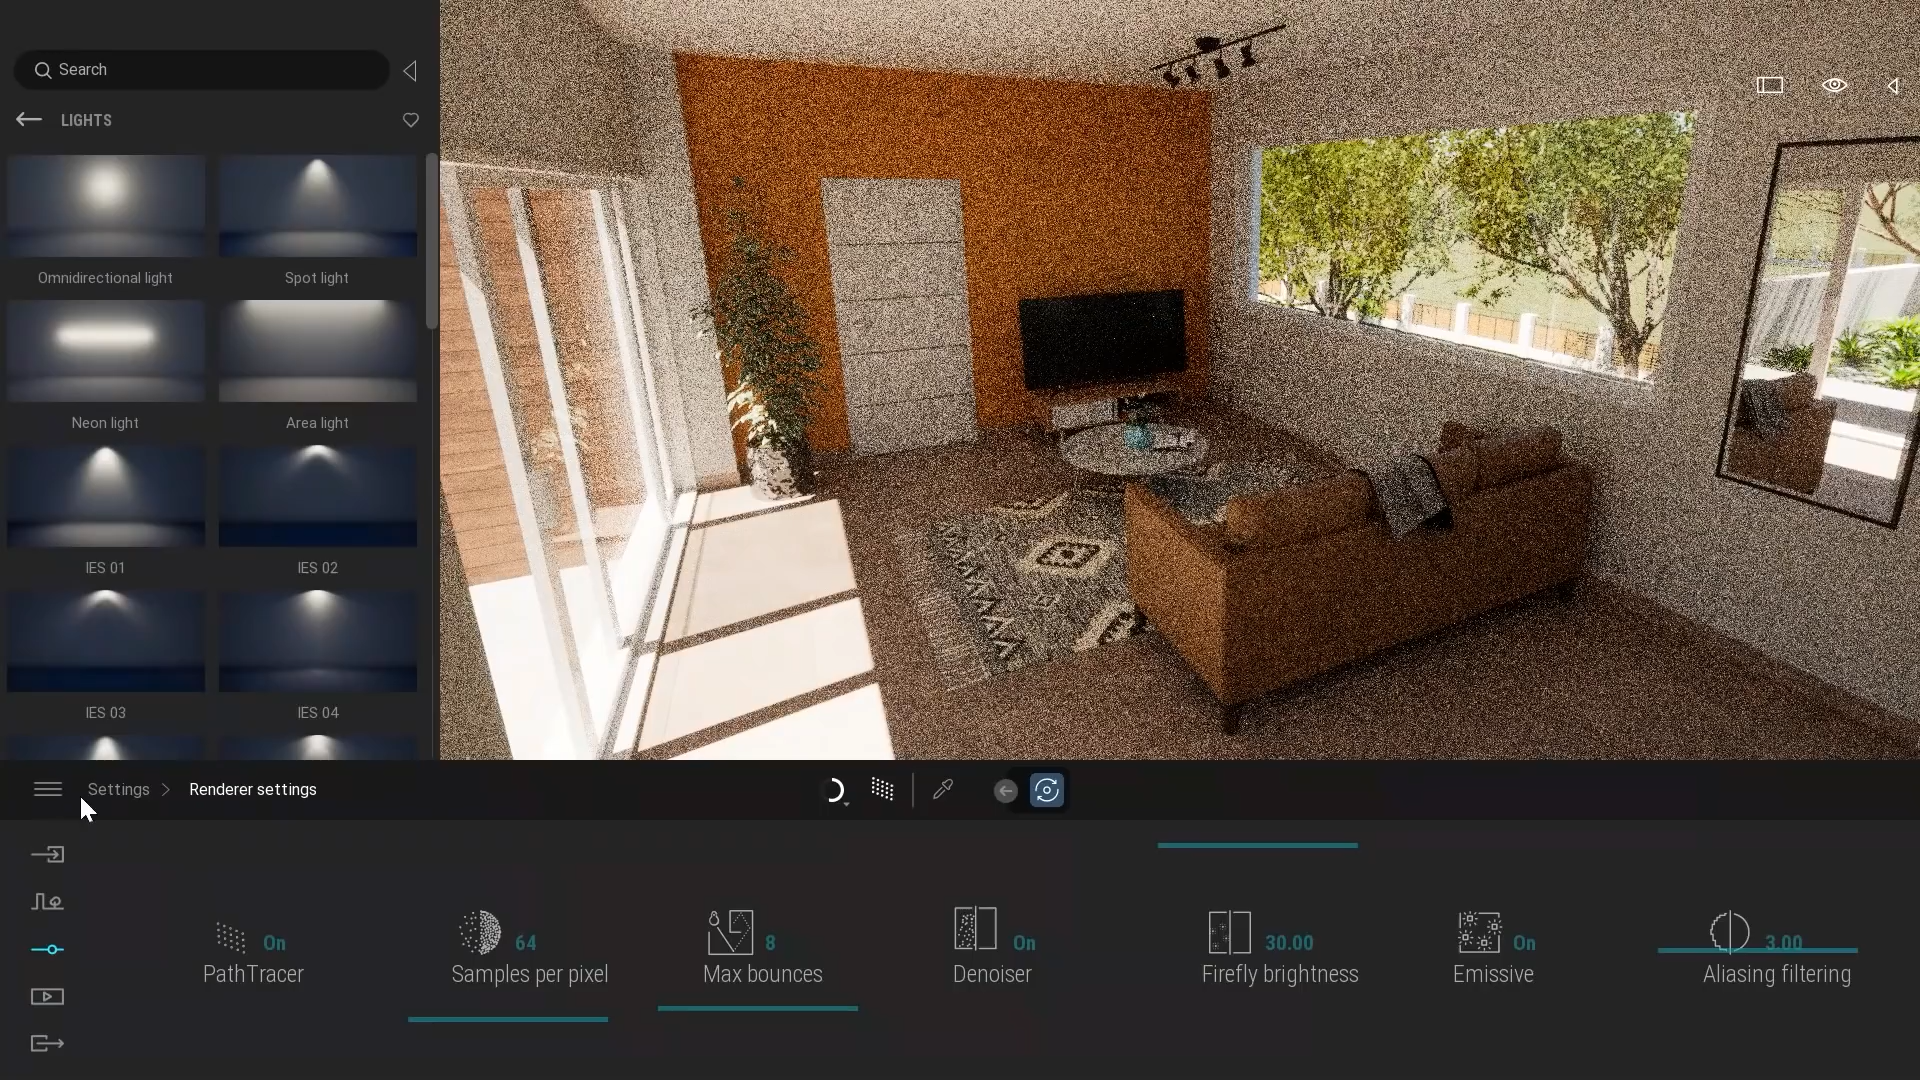 Search
LIGHTS
Omnidirectional light
Spot light
Neon light
Area light
IES 01
IES 02
IES 03
IES 04
Settings
Renderer settings
On
PathTracer
64
Samples per pixel
8
Max bounces
On
Denoiser
30.00
Firefly brightness
On
Emissive
3.00
Aliasing filtering